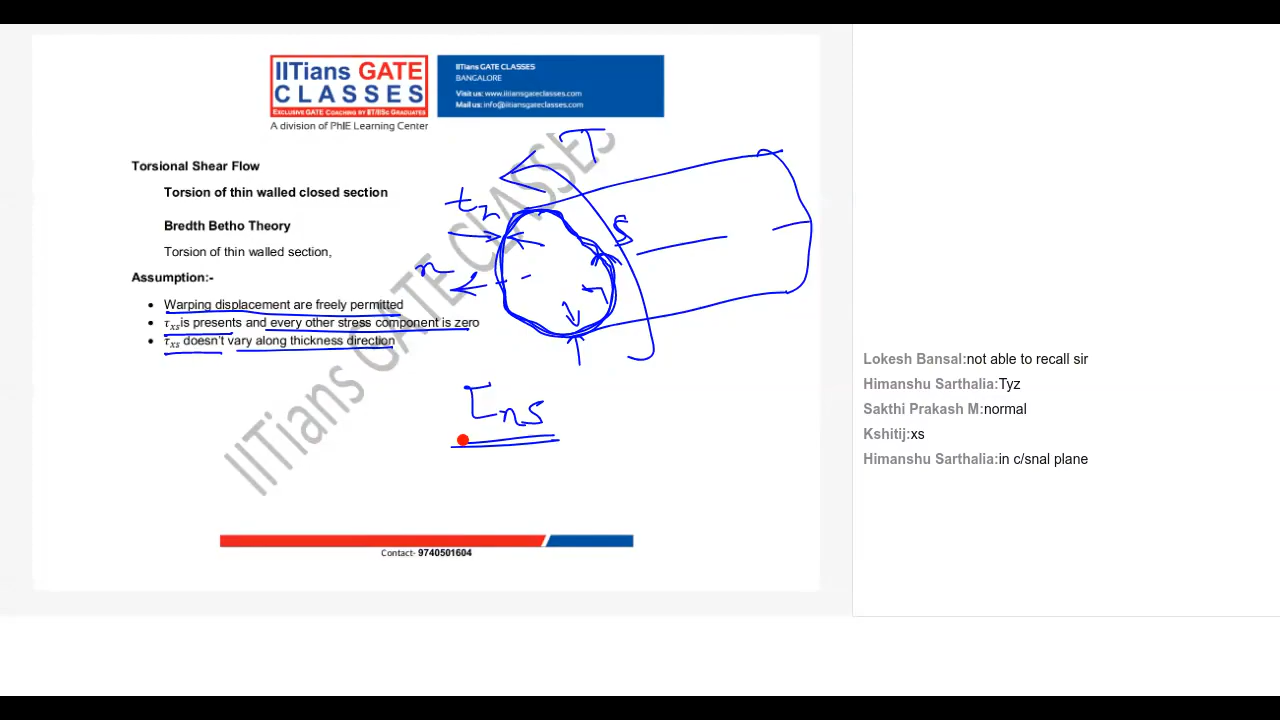 IITians GATE
CLASSES
EXCLUSIVE GATE COACHING BY IIT/IISc GRADUATES
A division of PhIE Learning Center
IITians GATE CLASSES
BANGALORE
Visit us: www.iitiansgateclasses.com
Mail us: info@iitiansgateclasses.com
Torsional Shear Flow
Torsion of thin walled closed section
Bredth Betho Theory
Torsion of thin walled section,
Assumption:-
• Warping displacement are freely permitted
• τxs is presents and every other stress component is zero
• τxs doesn't vary along thickness direction
T
S
x
τxs
IITians GATE CLASSES
Contact- 9740501604
Lokesh Bansal:not able to recall sir
Himanshu Sarthalia:Tyz
Sakthi Prakash M:normal
Kshitij:xs
Himanshu Sarthalia:in c/snal plane